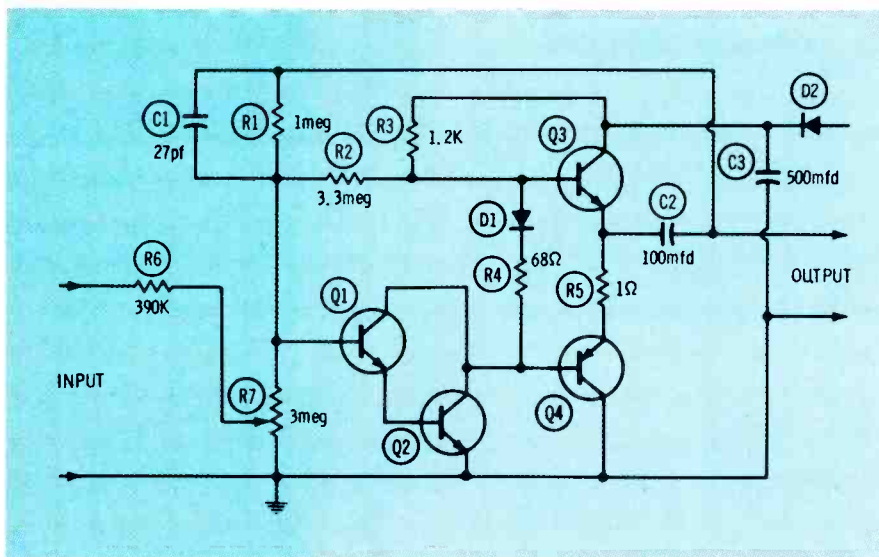 D2
C1
R1
R3
Q3
1meg
1.2K
C3
27pf
R2
500mfd
3.3meg
C2
D1
R6
68Ω
100mfd
R4
R5
1Ω
OUTPUT
390K
Q1
INPUT
R7
3meg
Q4
Q2